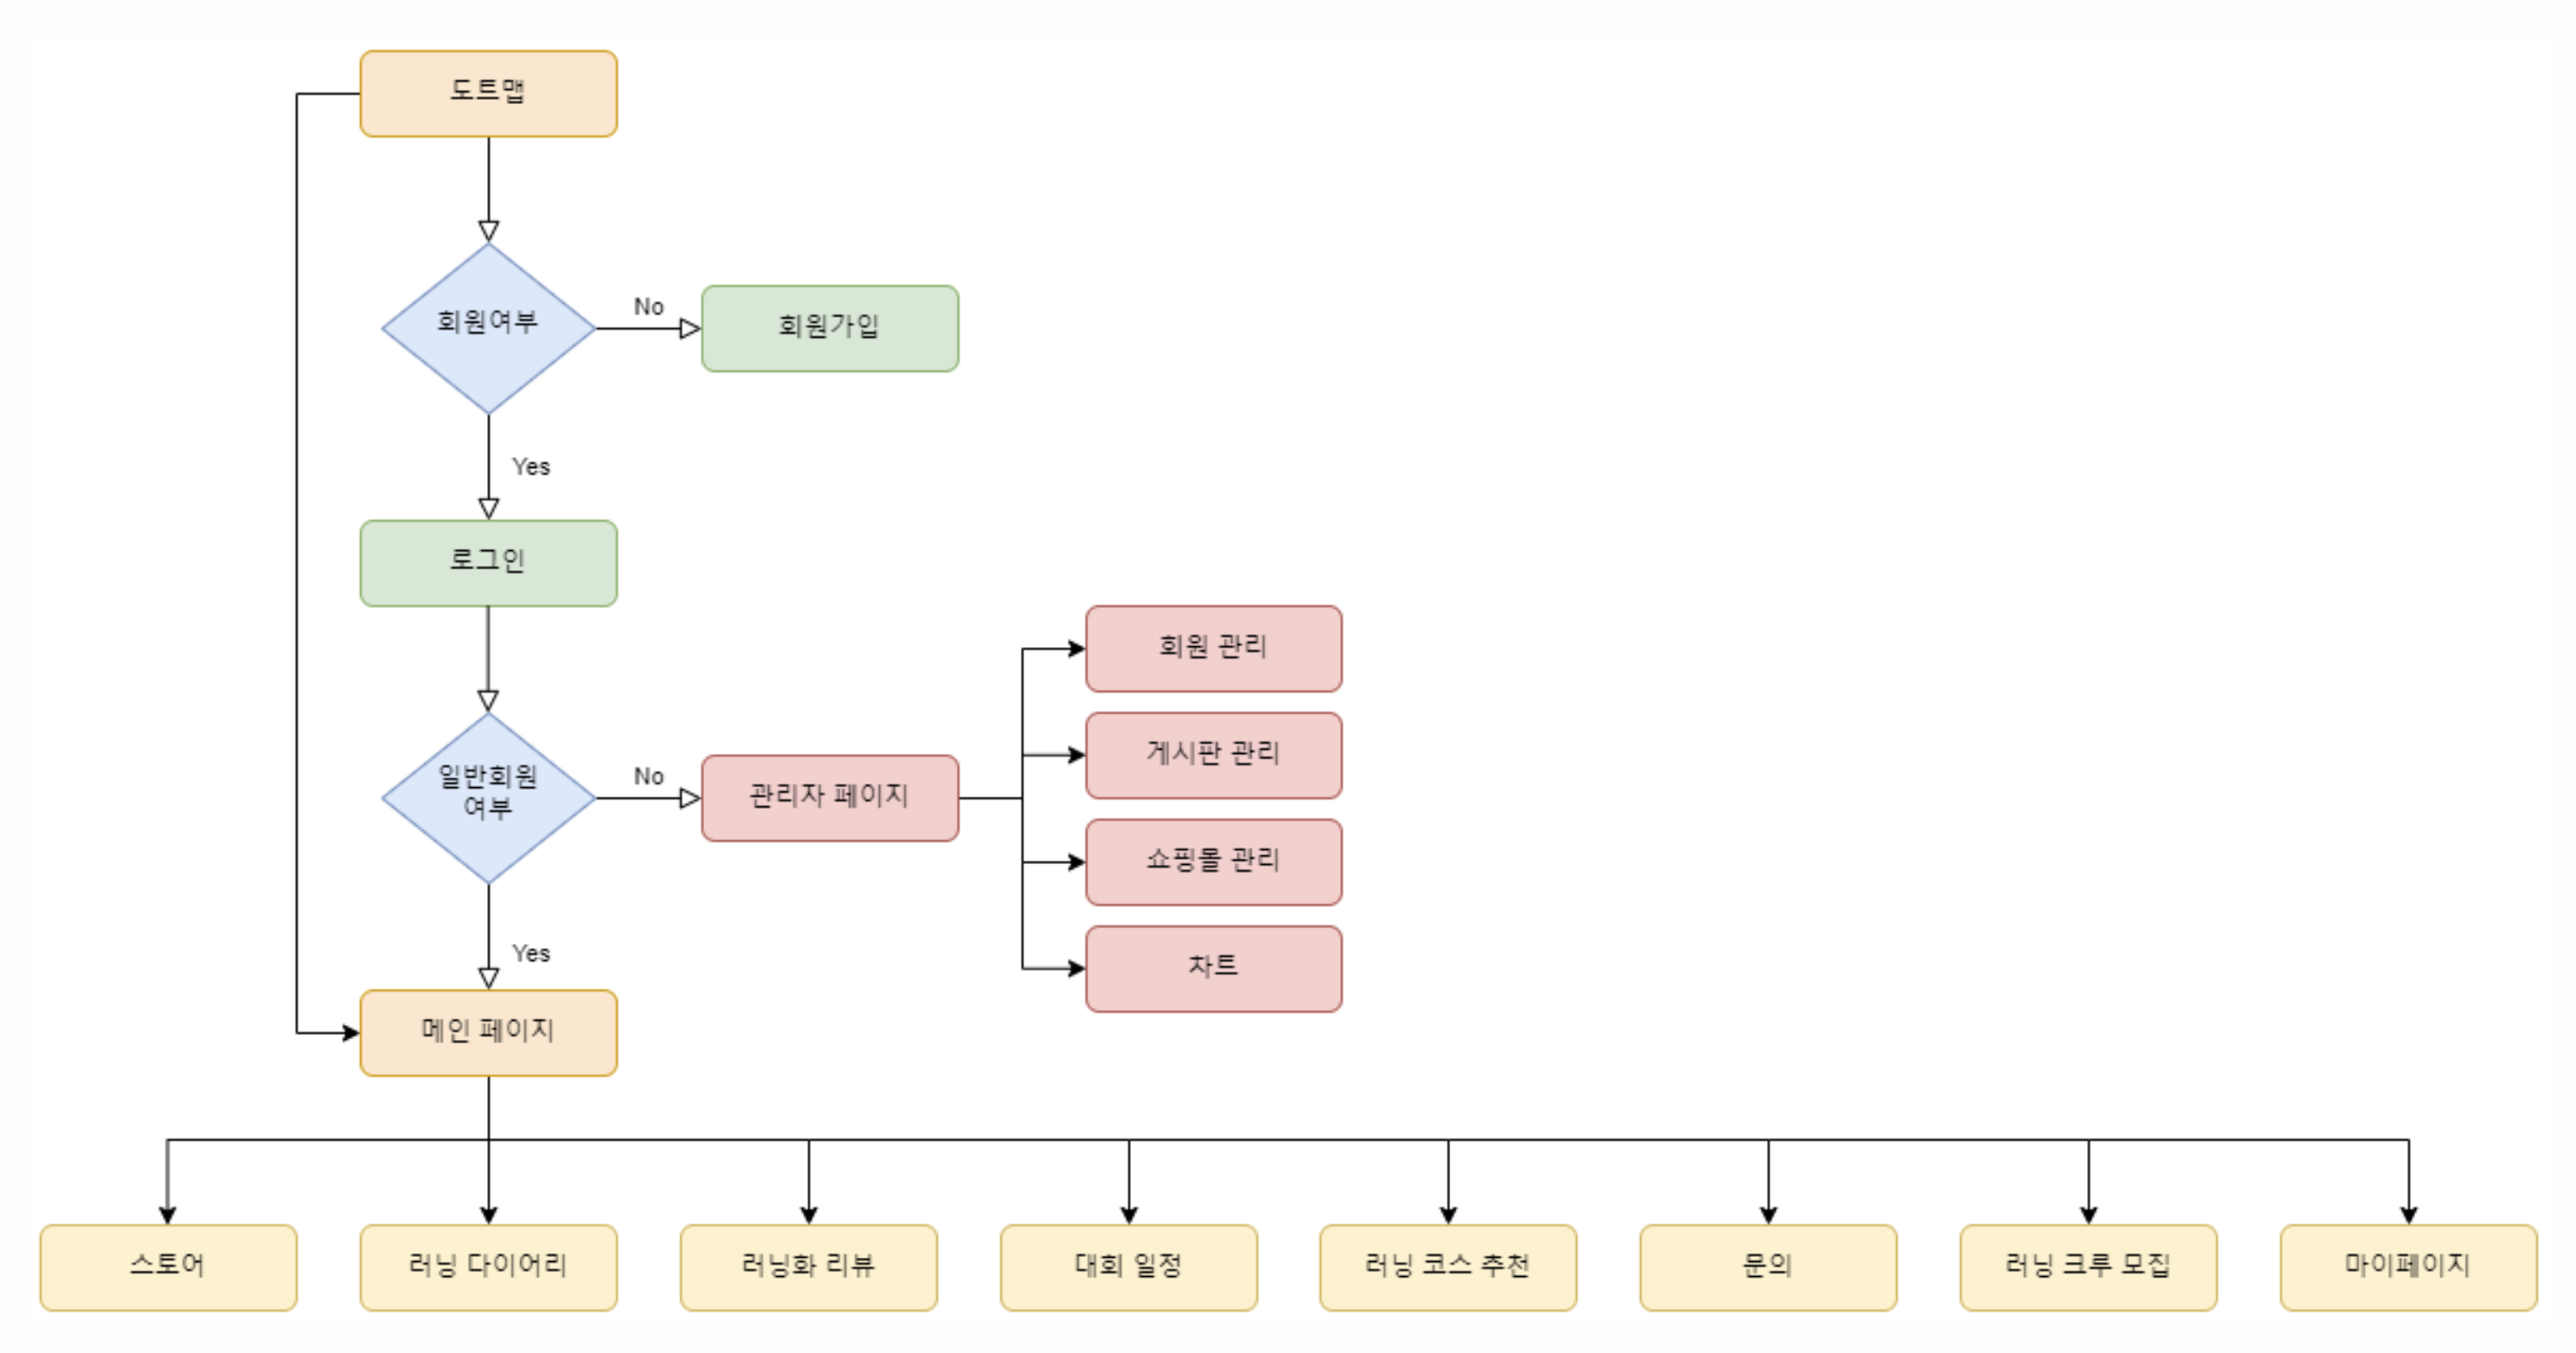 도트맵
회원여부
No
회원가입
Yes
로그인
일반회원
여부
No
관리자 페이지
회원 관리
게시판 관리
쇼핑몰 관리
차트
Yes
메인 페이지
스토어
러닝 다이어리
러닝화 리뷰
대회 일정
러닝 코스 추천
문의
러닝 크루 모집
마이페이지